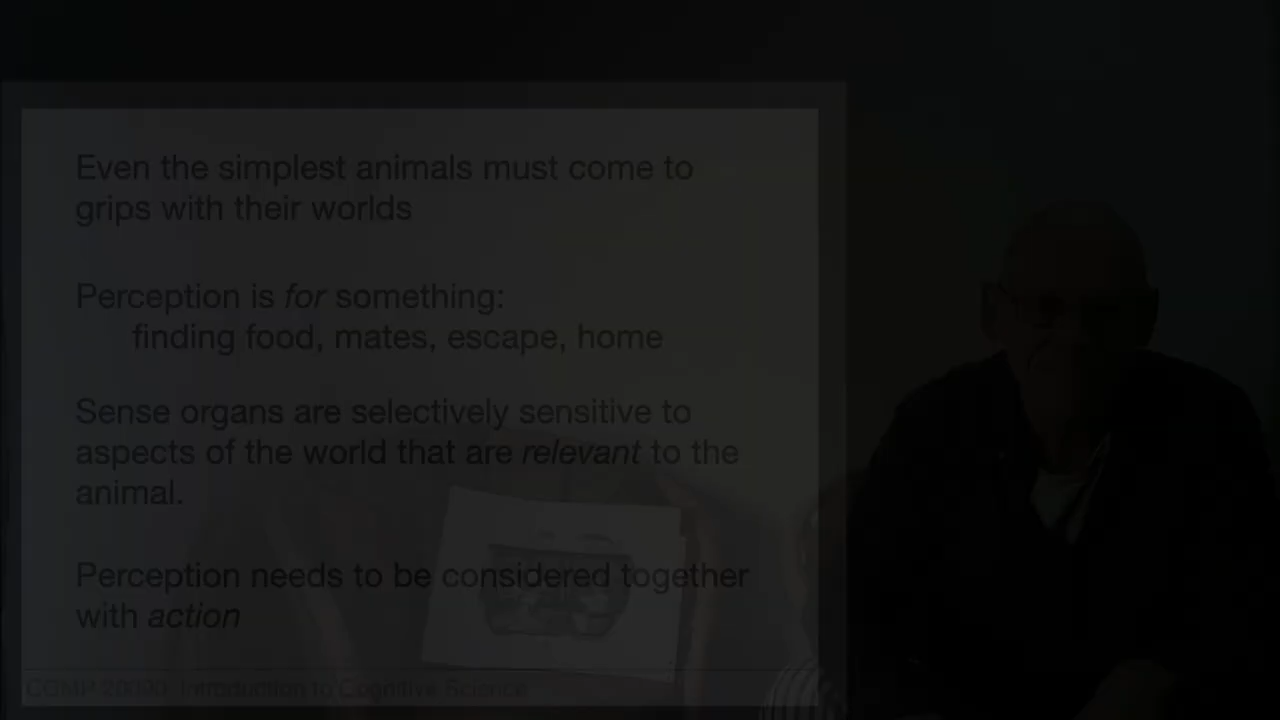 Even the simplest animals must come to
grips with their worlds
Perception is for something:
finding food, mates, escape, home
Sense organs are selectively sensitive to
aspects of the world that are relevant to the
animal.
Perception needs to be considered together
with action
COMP 20090: Introduction to Cognitive Science